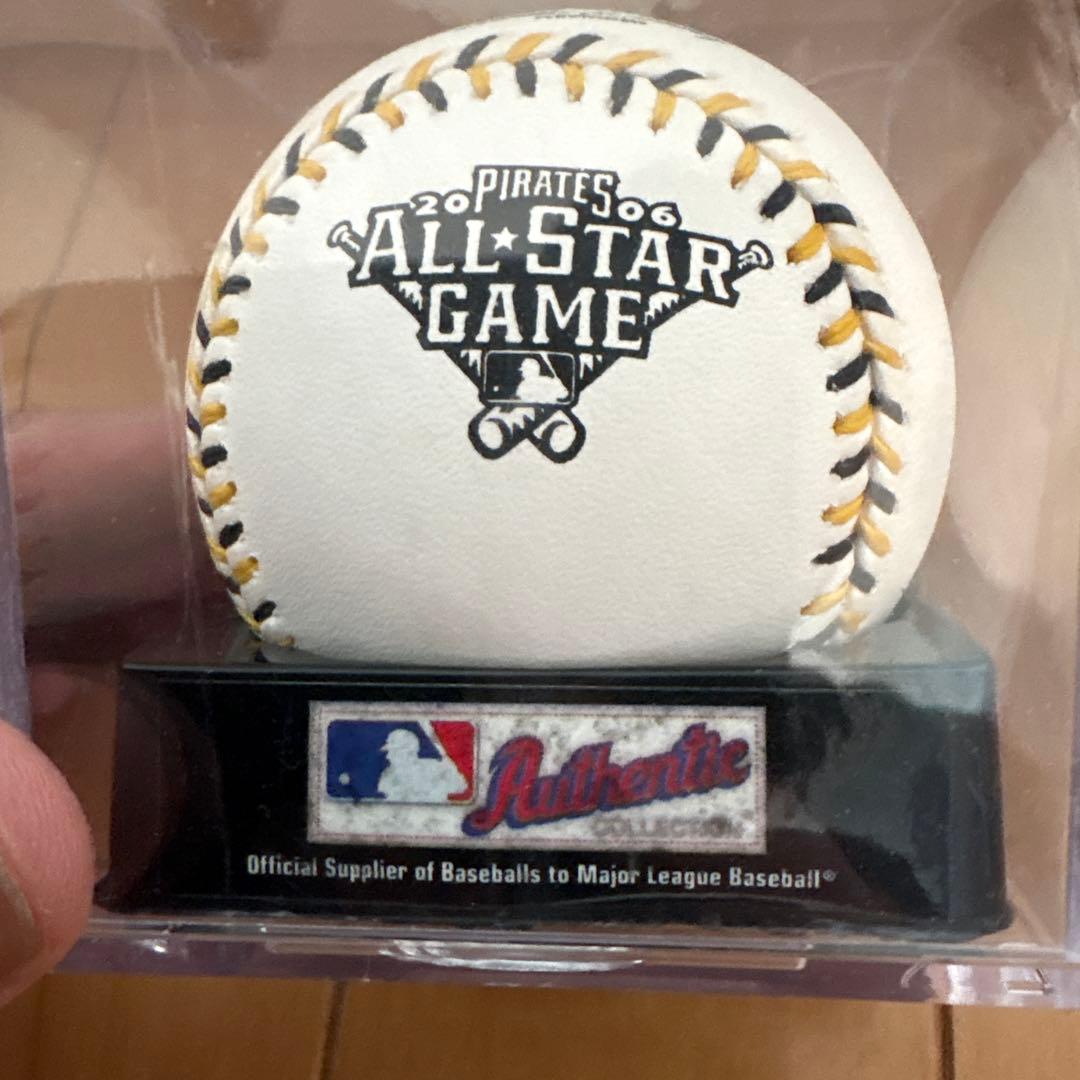 PIRATES
20 06
ALL★STAR
GAME
Authentic
COLLECTION
Official Supplier of Baseballs to Major League Baseball®